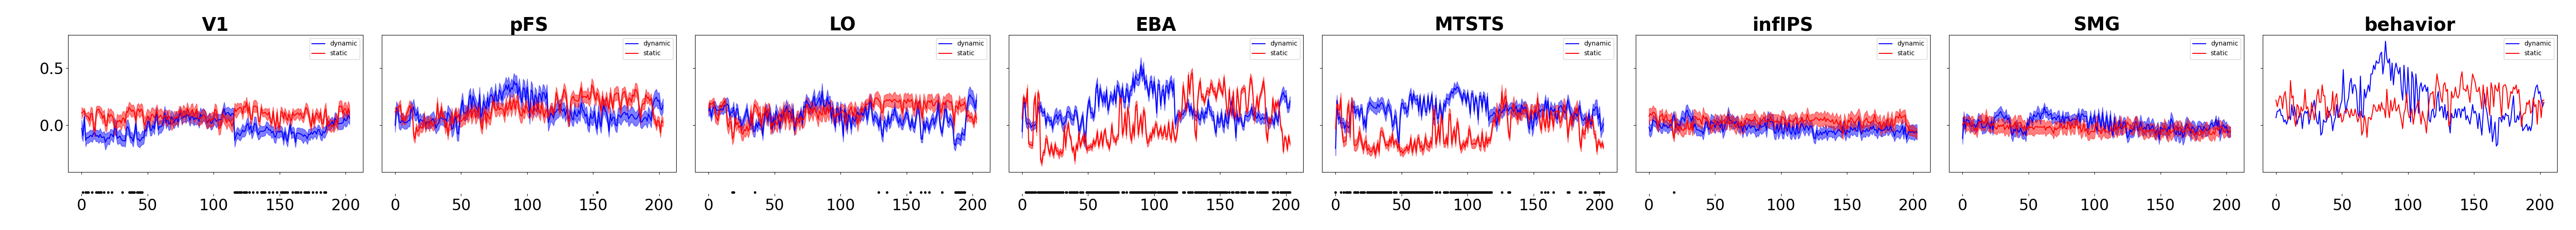 V1 pFS LO EBA MTSTS infIPS SMG behavior
dynamic dynamic dynamic dynamic dynamic dynamic dynamic dynamic
static static static static static static static static
0.5
0.0
0 50 100 150 200 0 50 100 150 200 0 50 100 150 200 0 50 100 150 200 0 50 100 150 200 0 50 100 150 200 0 50 100 150 200 0 50 100 150 200